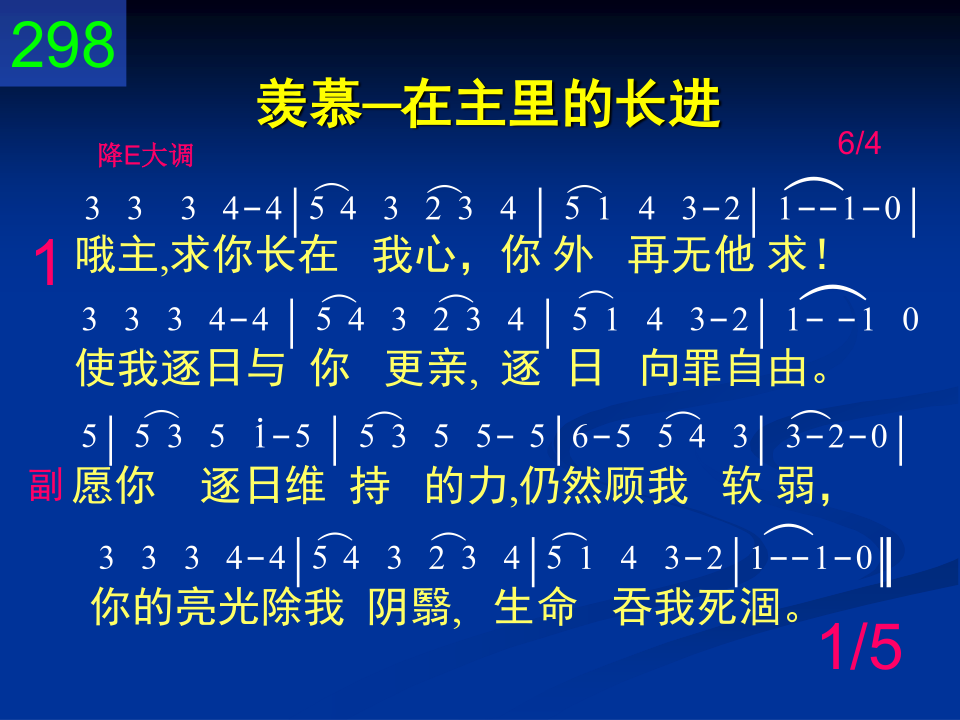 298
羡慕─在主里的长进
降E大调 6/4
3 3 3 4-4|5 4 3 2 3 4|5 1 4 3-2|1--1-0|
1 哦主,求你长在 我心，你 外 再无他 求！
3 3 3 4-4|5 4 3 2 3 4|5 1 4 3-2|1--1 0
使我逐日与 你 更亲, 逐 日 向罪自由。
5|5 3 5 i-5|5 3 5 5-5|6-5 5 4 3|3-2-0|
副 愿你 逐日维 持 的力,仍然顾我 软 弱，
3 3 3 4-4|5 4 3 2 3 4|5 1 4 3-2|1--1-0‖
你的亮光除我 阴翳, 生命 吞我死涸。
1/5